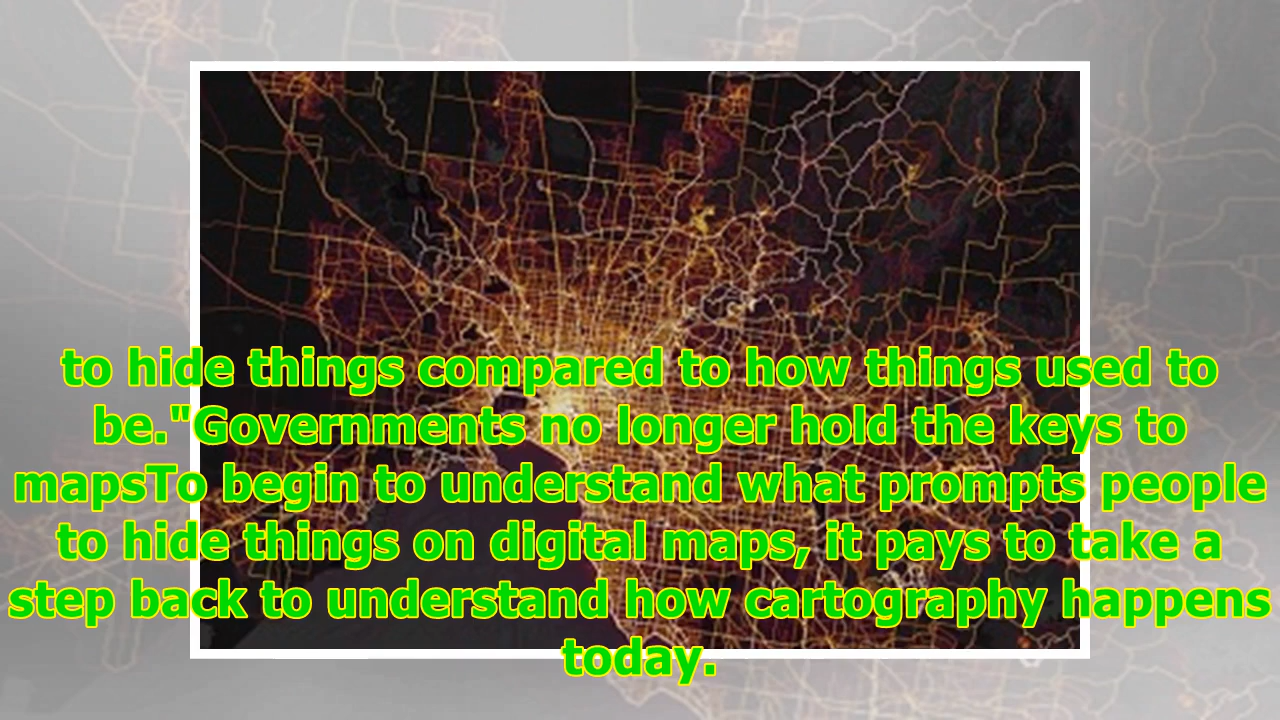 to hide things compared to how things used to
be."Governments no longer hold the keys to
mapsTo begin to understand what prompts people
to hide things on digital maps, it pays to take a
step back to understand how cartography happens
today.